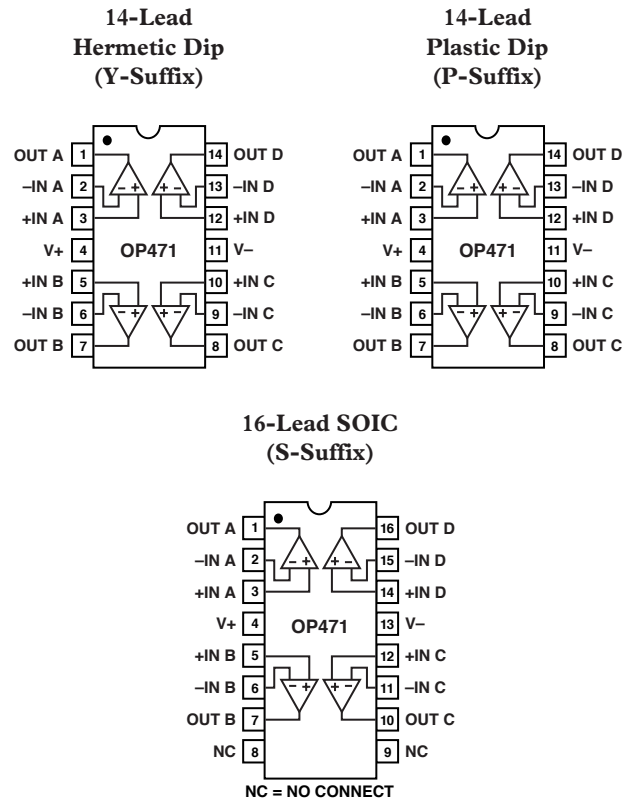 14-Lead
Hermetic Dip
(Y-Suffix)
OUT A 1 14 OUT D
–IN A 2 – + + – 13 –IN D
+IN A 3 12 +IN D
V+ 4 OP471 11 V–
+IN B 5 10 +IN C
–IN B 6 – + + – 9 –IN C
OUT B 7 8 OUT C
14-Lead
Plastic Dip
(P-Suffix)
OUT A 1 14 OUT D
–IN A 2 – + + – 13 –IN D
+IN A 3 12 +IN D
V+ 4 OP471 11 V–
+IN B 5 10 +IN C
–IN B 6 – + + – 9 –IN C
OUT B 7 8 OUT C
16-Lead SOIC
(S-Suffix)
OUT A 1 16 OUT D
–IN A 2 – + + – 15 –IN D
+IN A 3 14 +IN D
V+ 4 OP471 13 V–
+IN B 5 12 +IN C
–IN B 6 – + + – 11 –IN C
OUT B 7 10 OUT C
NC 8 9 NC
NC = NO CONNECT